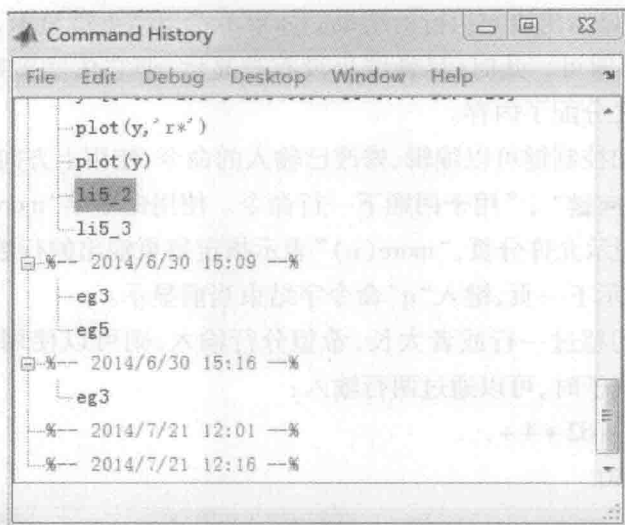 Command History
File Edit Debug Desktop Window Help
plot(y,'r*')
plot(y)
li5_2
li5_3
%-- 2014/6/30 15:09 --%
eg3
eg5
%-- 2014/6/30 15:16 --%
eg3
%-- 2014/7/21 12:01 --%
%-- 2014/7/21 12:16 --%